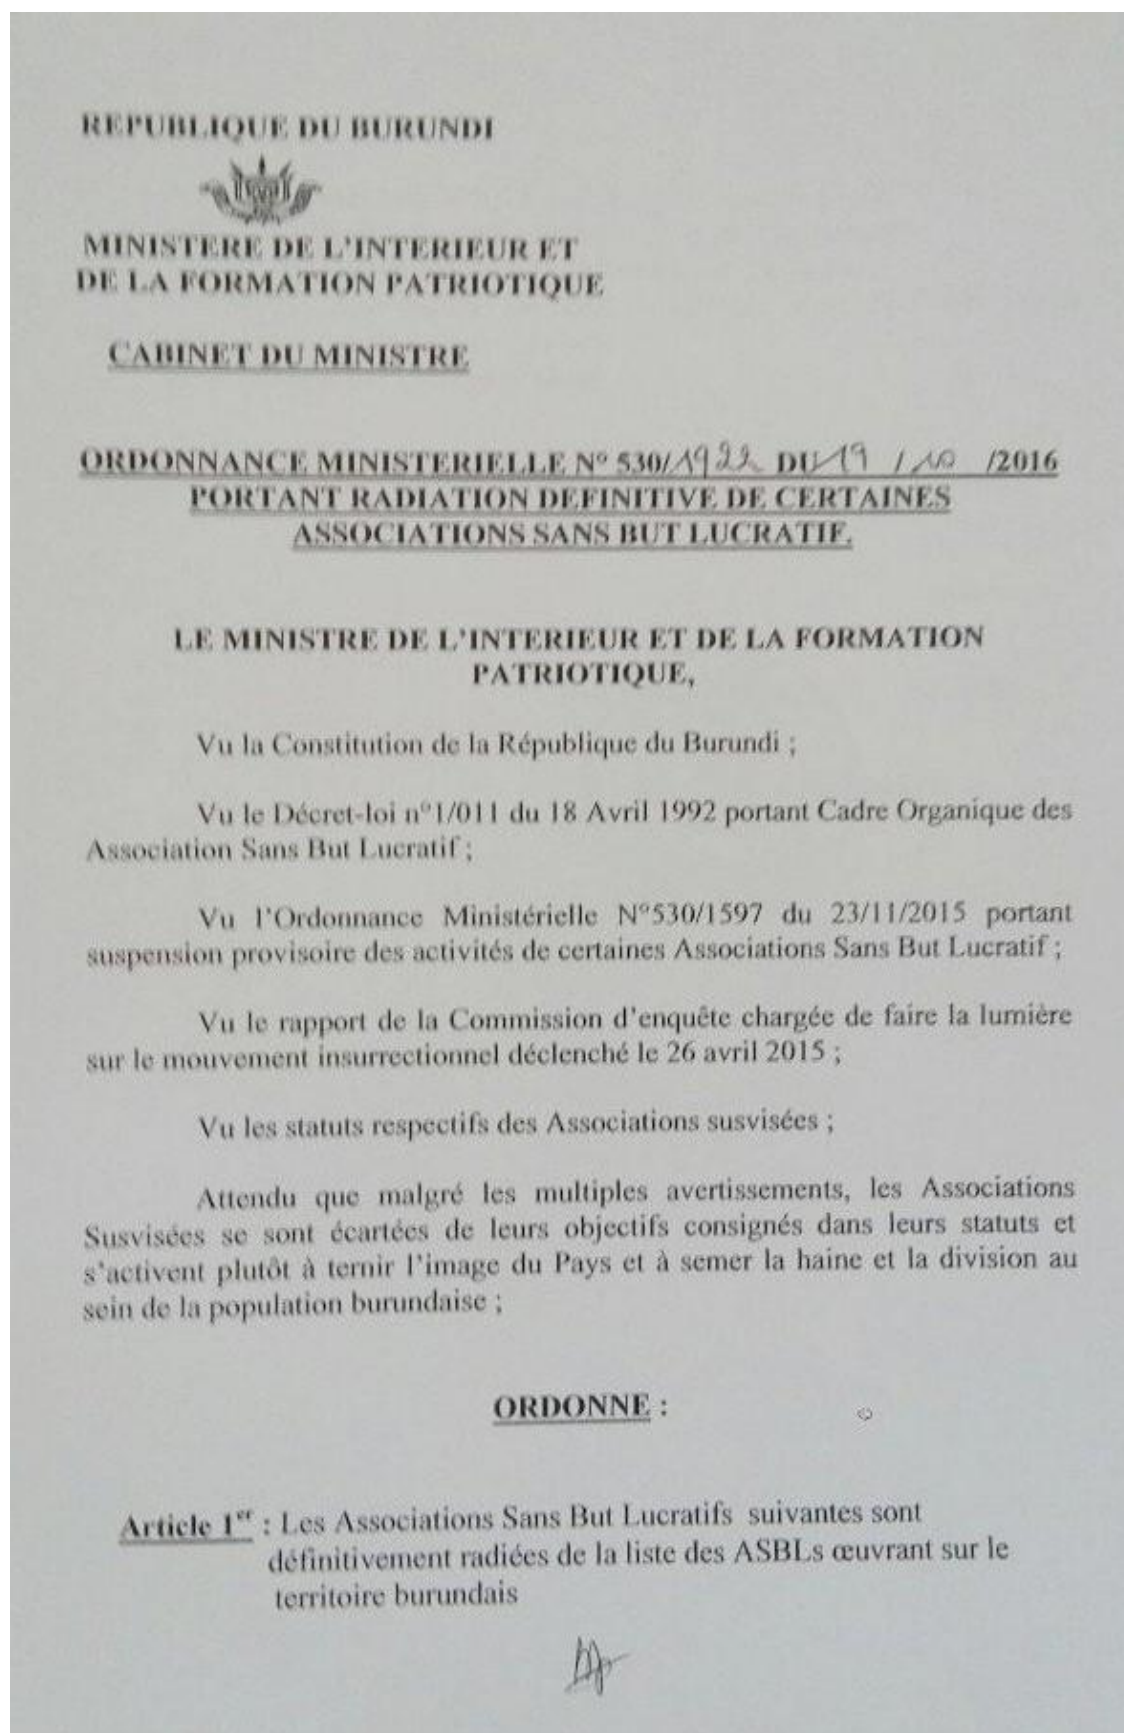 REPUBLIQUE DU BURUNDI
MINISTERE DE L'INTERIEUR ET
DE LA FORMATION PATRIOTIQUE
CABINET DU MINISTRE
ORDONNANCE MINISTERIELLE N° 530/1922 DU 19 /10 /2016
PORTANT RADIATION DEFINITIVE DE CERTAINES
ASSOCIATIONS SANS BUT LUCRATIF.
LE MINISTRE DE L'INTERIEUR ET DE LA FORMATION
PATRIOTIQUE,
Vu la Constitution de la République du Burundi ;
Vu le Décret-loi n°1/011 du 18 Avril 1992 portant Cadre Organique des
Association Sans But Lucratif ;
Vu l'Ordonnance Ministérielle N°530/1597 du 23/11/2015 portant
suspension provisoire des activités de certaines Associations Sans But Lucratif ;
Vu le rapport de la Commission d'enquête chargée de faire la lumière
sur le mouvement insurrectionnel déclenché le 26 avril 2015 ;
Vu les statuts respectifs des Associations susvisées ;
Attendu que malgré les multiples avertissements, les Associations
Susvisées se sont écartées de leurs objectifs consignés dans leurs statuts et
s'activent plutôt à ternir l'image du Pays et à semer la haine et la division au
sein de la population burundaise ;
ORDONNE :
Article 1er : Les Associations Sans But Lucratifs suivantes sont
définitivement radiées de la liste des ASBLs œuvrant sur le
territoire burundais